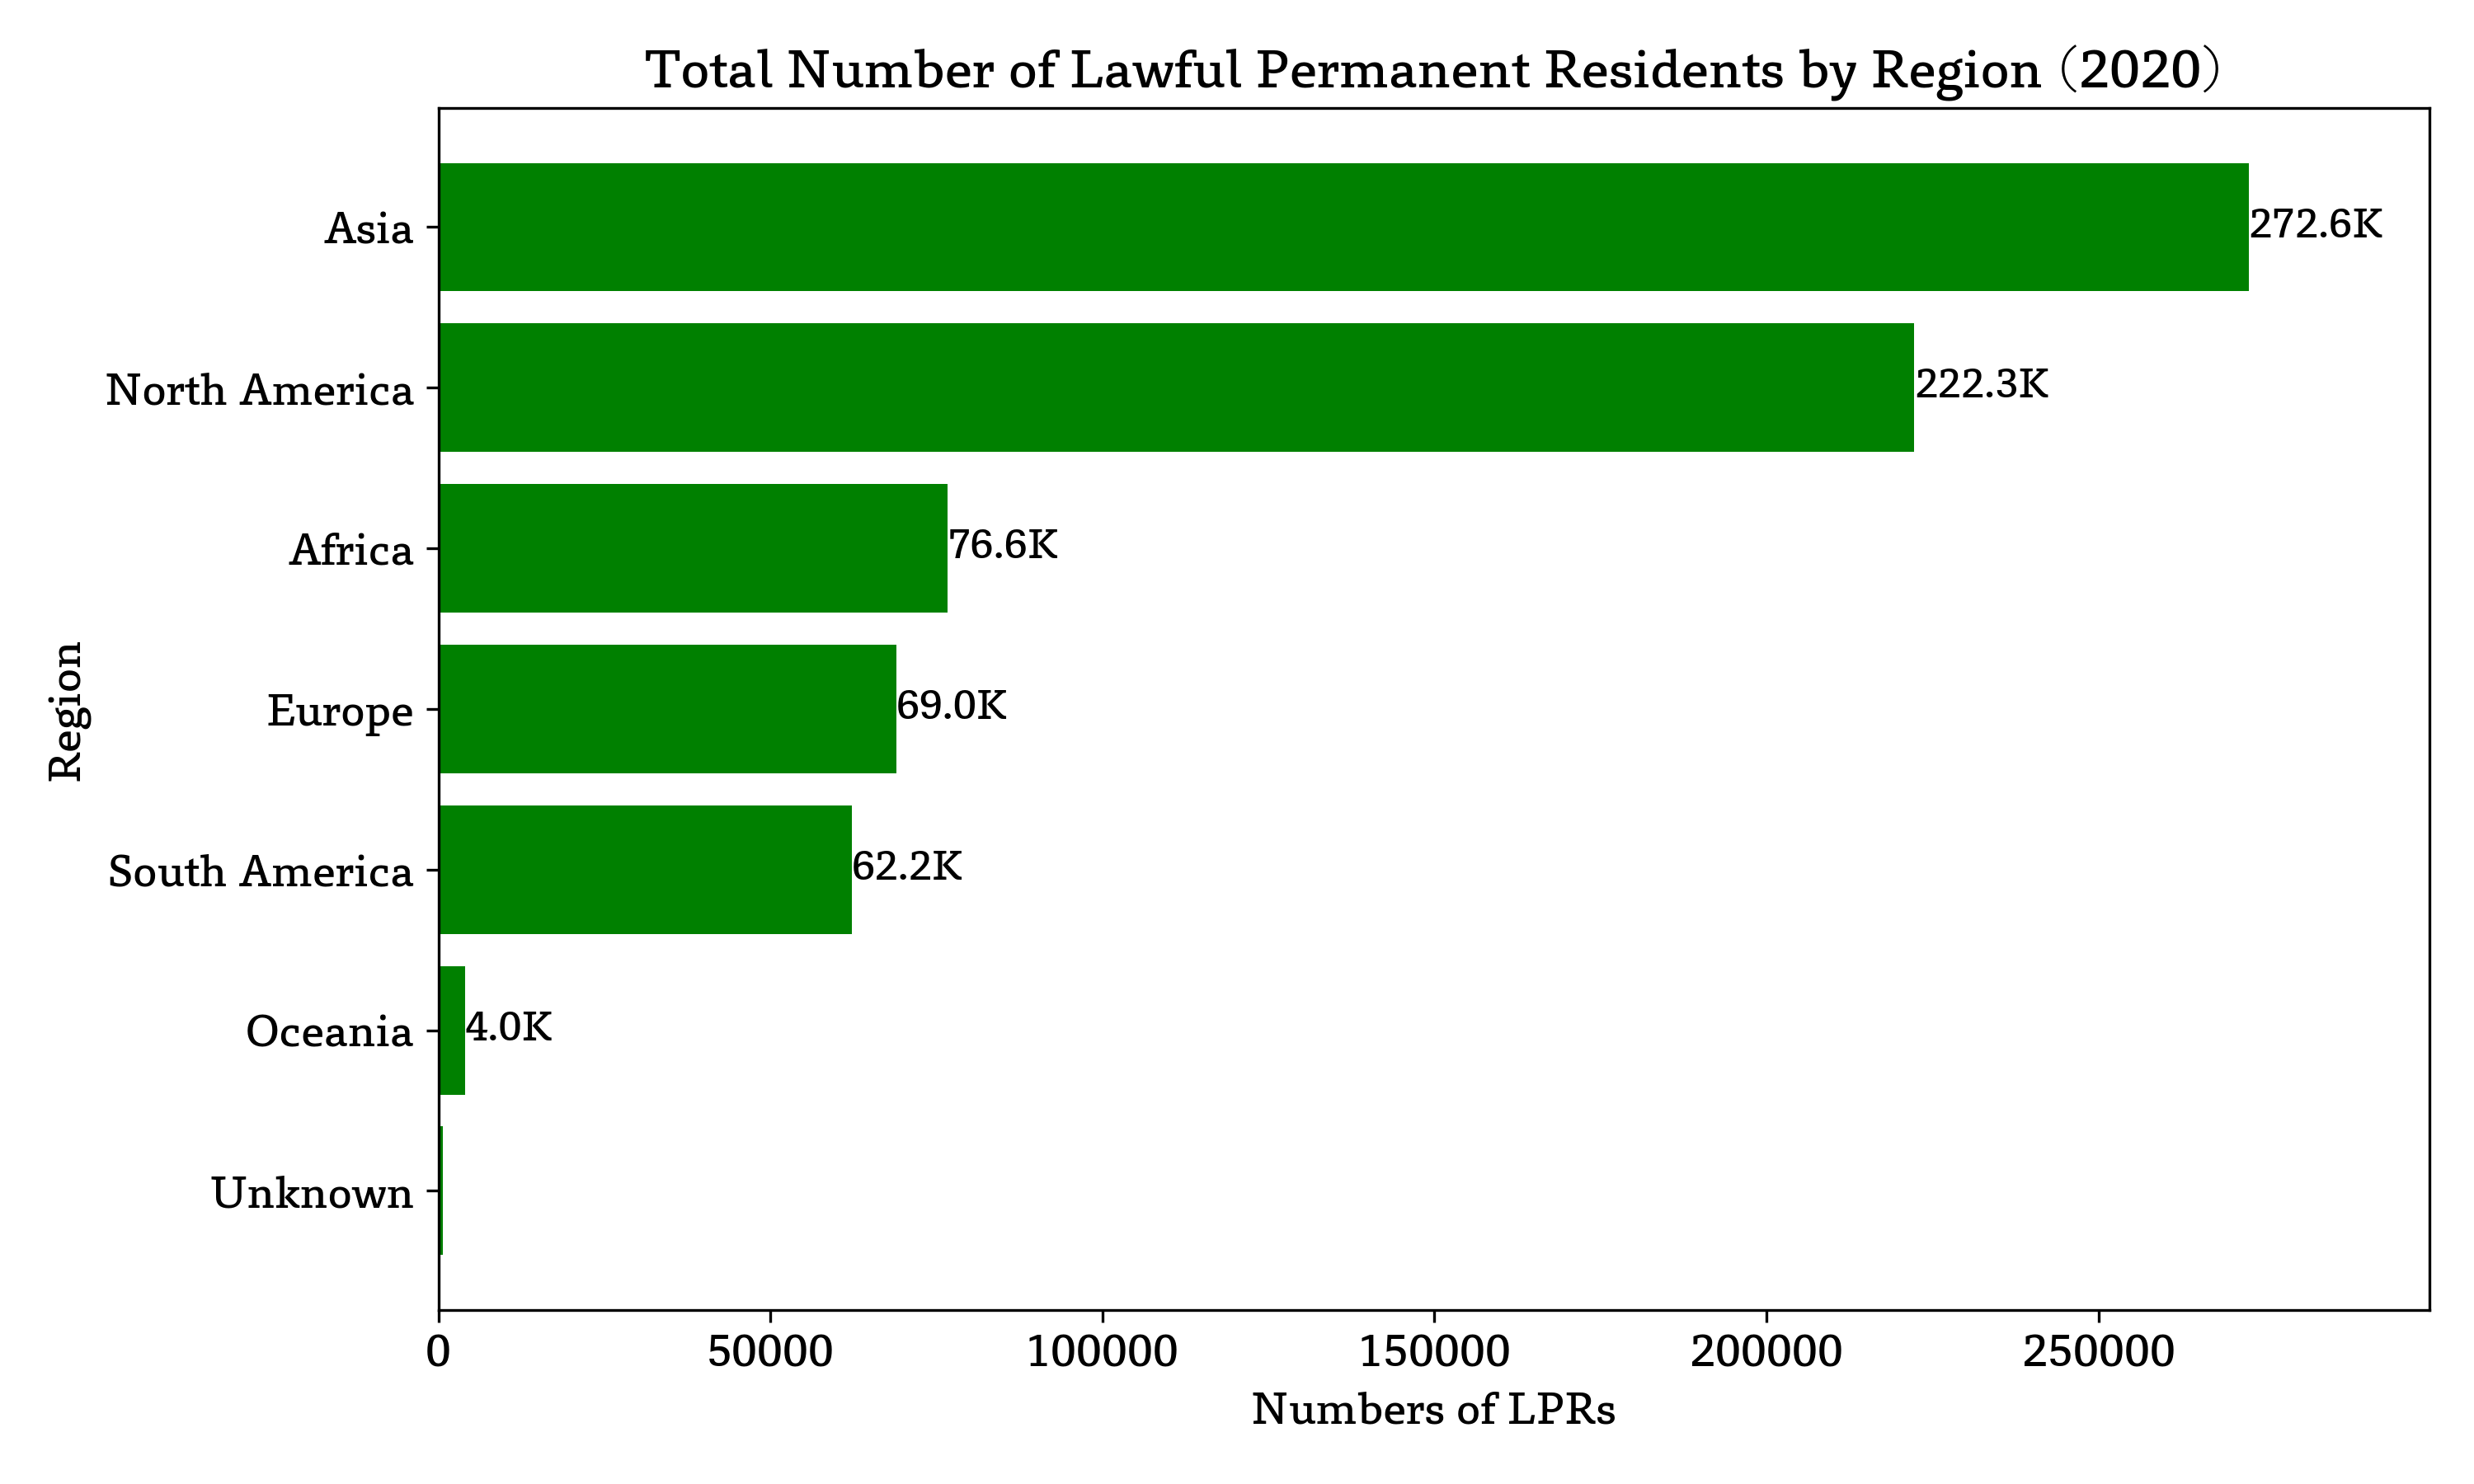 Total Number of Lawful Permanent Residents by Region (2020)
Region
Asia
272.6K
North America
222.3K
Africa
76.6K
Europe
69.0K
South America
62.2K
Oceania
4.0K
Unknown
0 50000 100000 150000 200000 250000
Numbers of LPRs